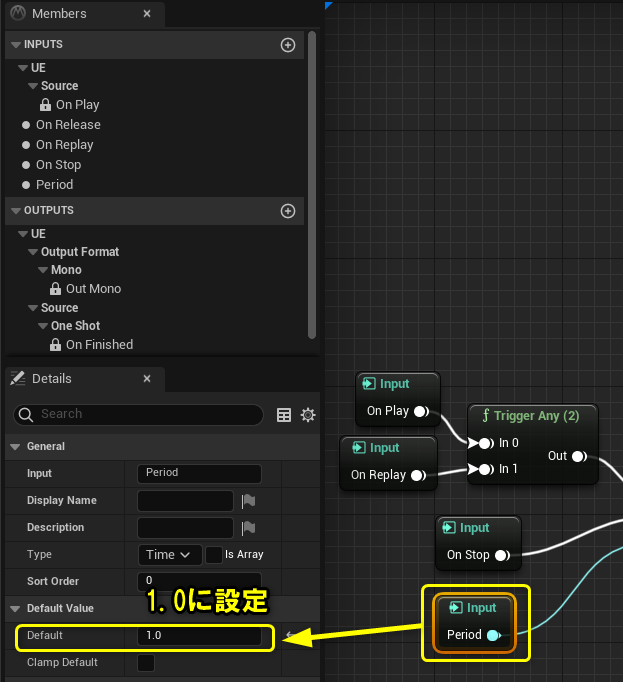 Members
INPUTS
UE
Source
On Play
On Release
On Replay
On Stop
Period
OUTPUTS
UE
Output Format
Mono
Out Mono
Source
One Shot
On Finished
Details
Search
General
Input Period
Display Name
Description
Type Time Is Array
Sort Order 0
1.0に設定
Default Value
Default 1.0
Clamp Default
Input
On Play
Input
On Replay
Trigger Any (2)
In 0
Out
In 1
Input
On Stop
Input
Period